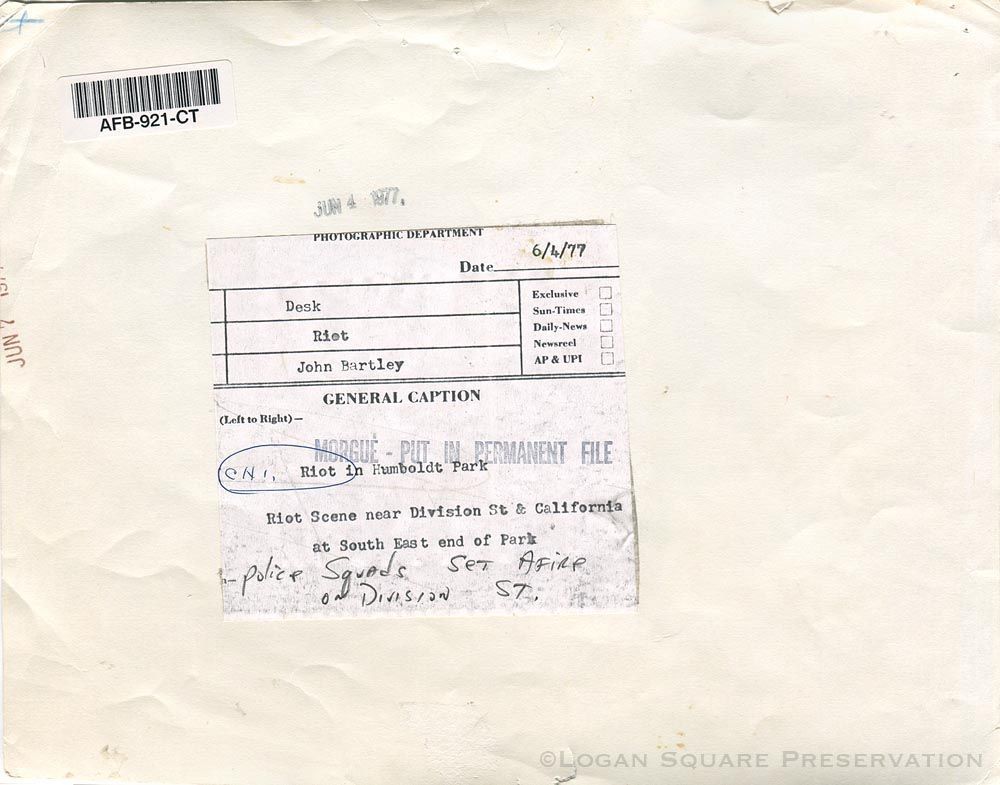 AFB-921-CT
JUN 4 1977.
PHOTOGRAPHIC DEPARTMENT
Date 6/4/77
Desk
Riot
John Bartley
Exclusive
Sun-Times
Daily-News
Newsreel
AP & UPI
GENERAL CAPTION
(Left to Right)—
MORGUE - PUT IN PERMANENT FILE
CHI.
Riot in Humboldt Park
Riot Scene near Division St & California
at South East end of Park
- Police Squads Set Afire
on Division St.
JUN 7
©Logan Square Preservation